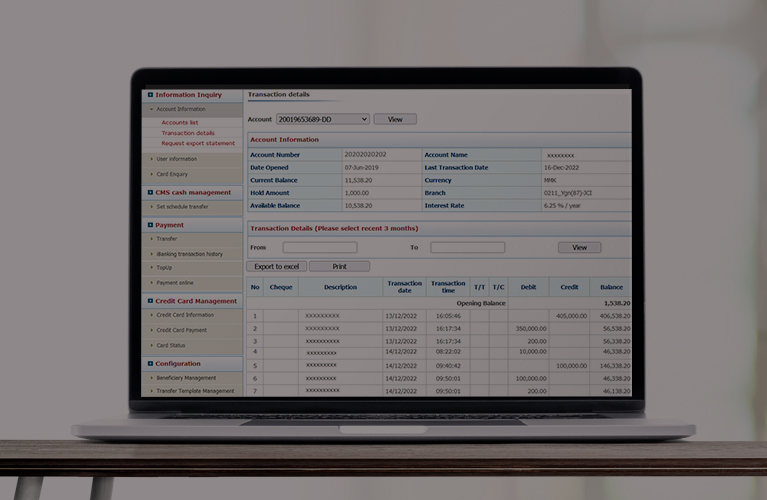 Information Inquiry
Account Information
Accounts list
Transaction details
Request export statement
User information
Card Enquiry
CMS cash management
Set schedule transfer
Payment
Transfer
iBanking transaction history
TopUp
Payment online
Credit Card Management
Credit Card Information
Credit Card Payment
Card Status
Configuration
Beneficiary Management
Transfer Template Management
Transaction details
Account 20019653689-DD View
Account Information
Account Number 20202020202 Account Name xxxxxxxx
Date Opened 07-Jun-2019 Last Transaction Date 16-Dec-2022
Current Balance 11,538.20 Currency MMK
Hold Amount 1,000.00 Branch 0211_Ygn(87)-JCI
Available Balance 10,538.20 Interest Rate 6.25 % / year
Transaction Details (Please select recent 3 months)
From To View
Export to excel Print
No Cheque Description Transaction date Transaction time T/T T/C Debit Credit Balance
Opening Balance 1,538.20
1 xxxxxxxxx 13/12/2022 16:05:46 405,000.00 406,538.20
2 xxxxxxxxxx 13/12/2022 16:17:34 350,000.00 56,538.20
3 xxxxxxxxx 13/12/2022 16:17:34 200.00 56,338.20
4 xxxxxxxxx 14/12/2022 08:22:02 10,000.00 46,338.20
5 xxxxxxxxx 14/12/2022 09:40:42 100,000.00 146,338.20
6 xxxxxxxxxx 14/12/2022 09:50:01 100,000.00 46,338.20
7 xxxxxxxxxx 14/12/2022 09:50:01 200.00 46,138.20